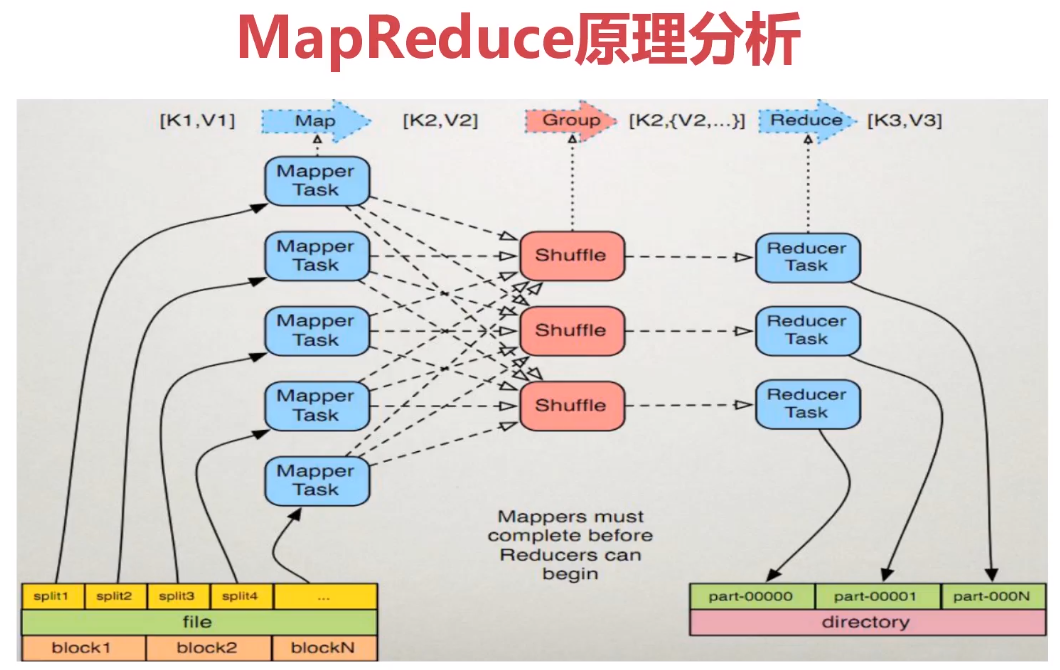 MapReduce原理分析
[K1,V1]
Map
[K2,V2]
Group
[K2,{V2,...}]
Reduce
[K3,V3]
Mapper
Task
Mapper
Task
Mapper
Task
Mapper
Task
Mapper
Task
Shuffle
Shuffle
Shuffle
Reducer
Task
Reducer
Task
Reducer
Task
Mappers must
complete before
Reducers can
begin
split1
split2
split3
split4
...
file
block1
block2
blockN
part-00000
part-00001
part-000N
directory